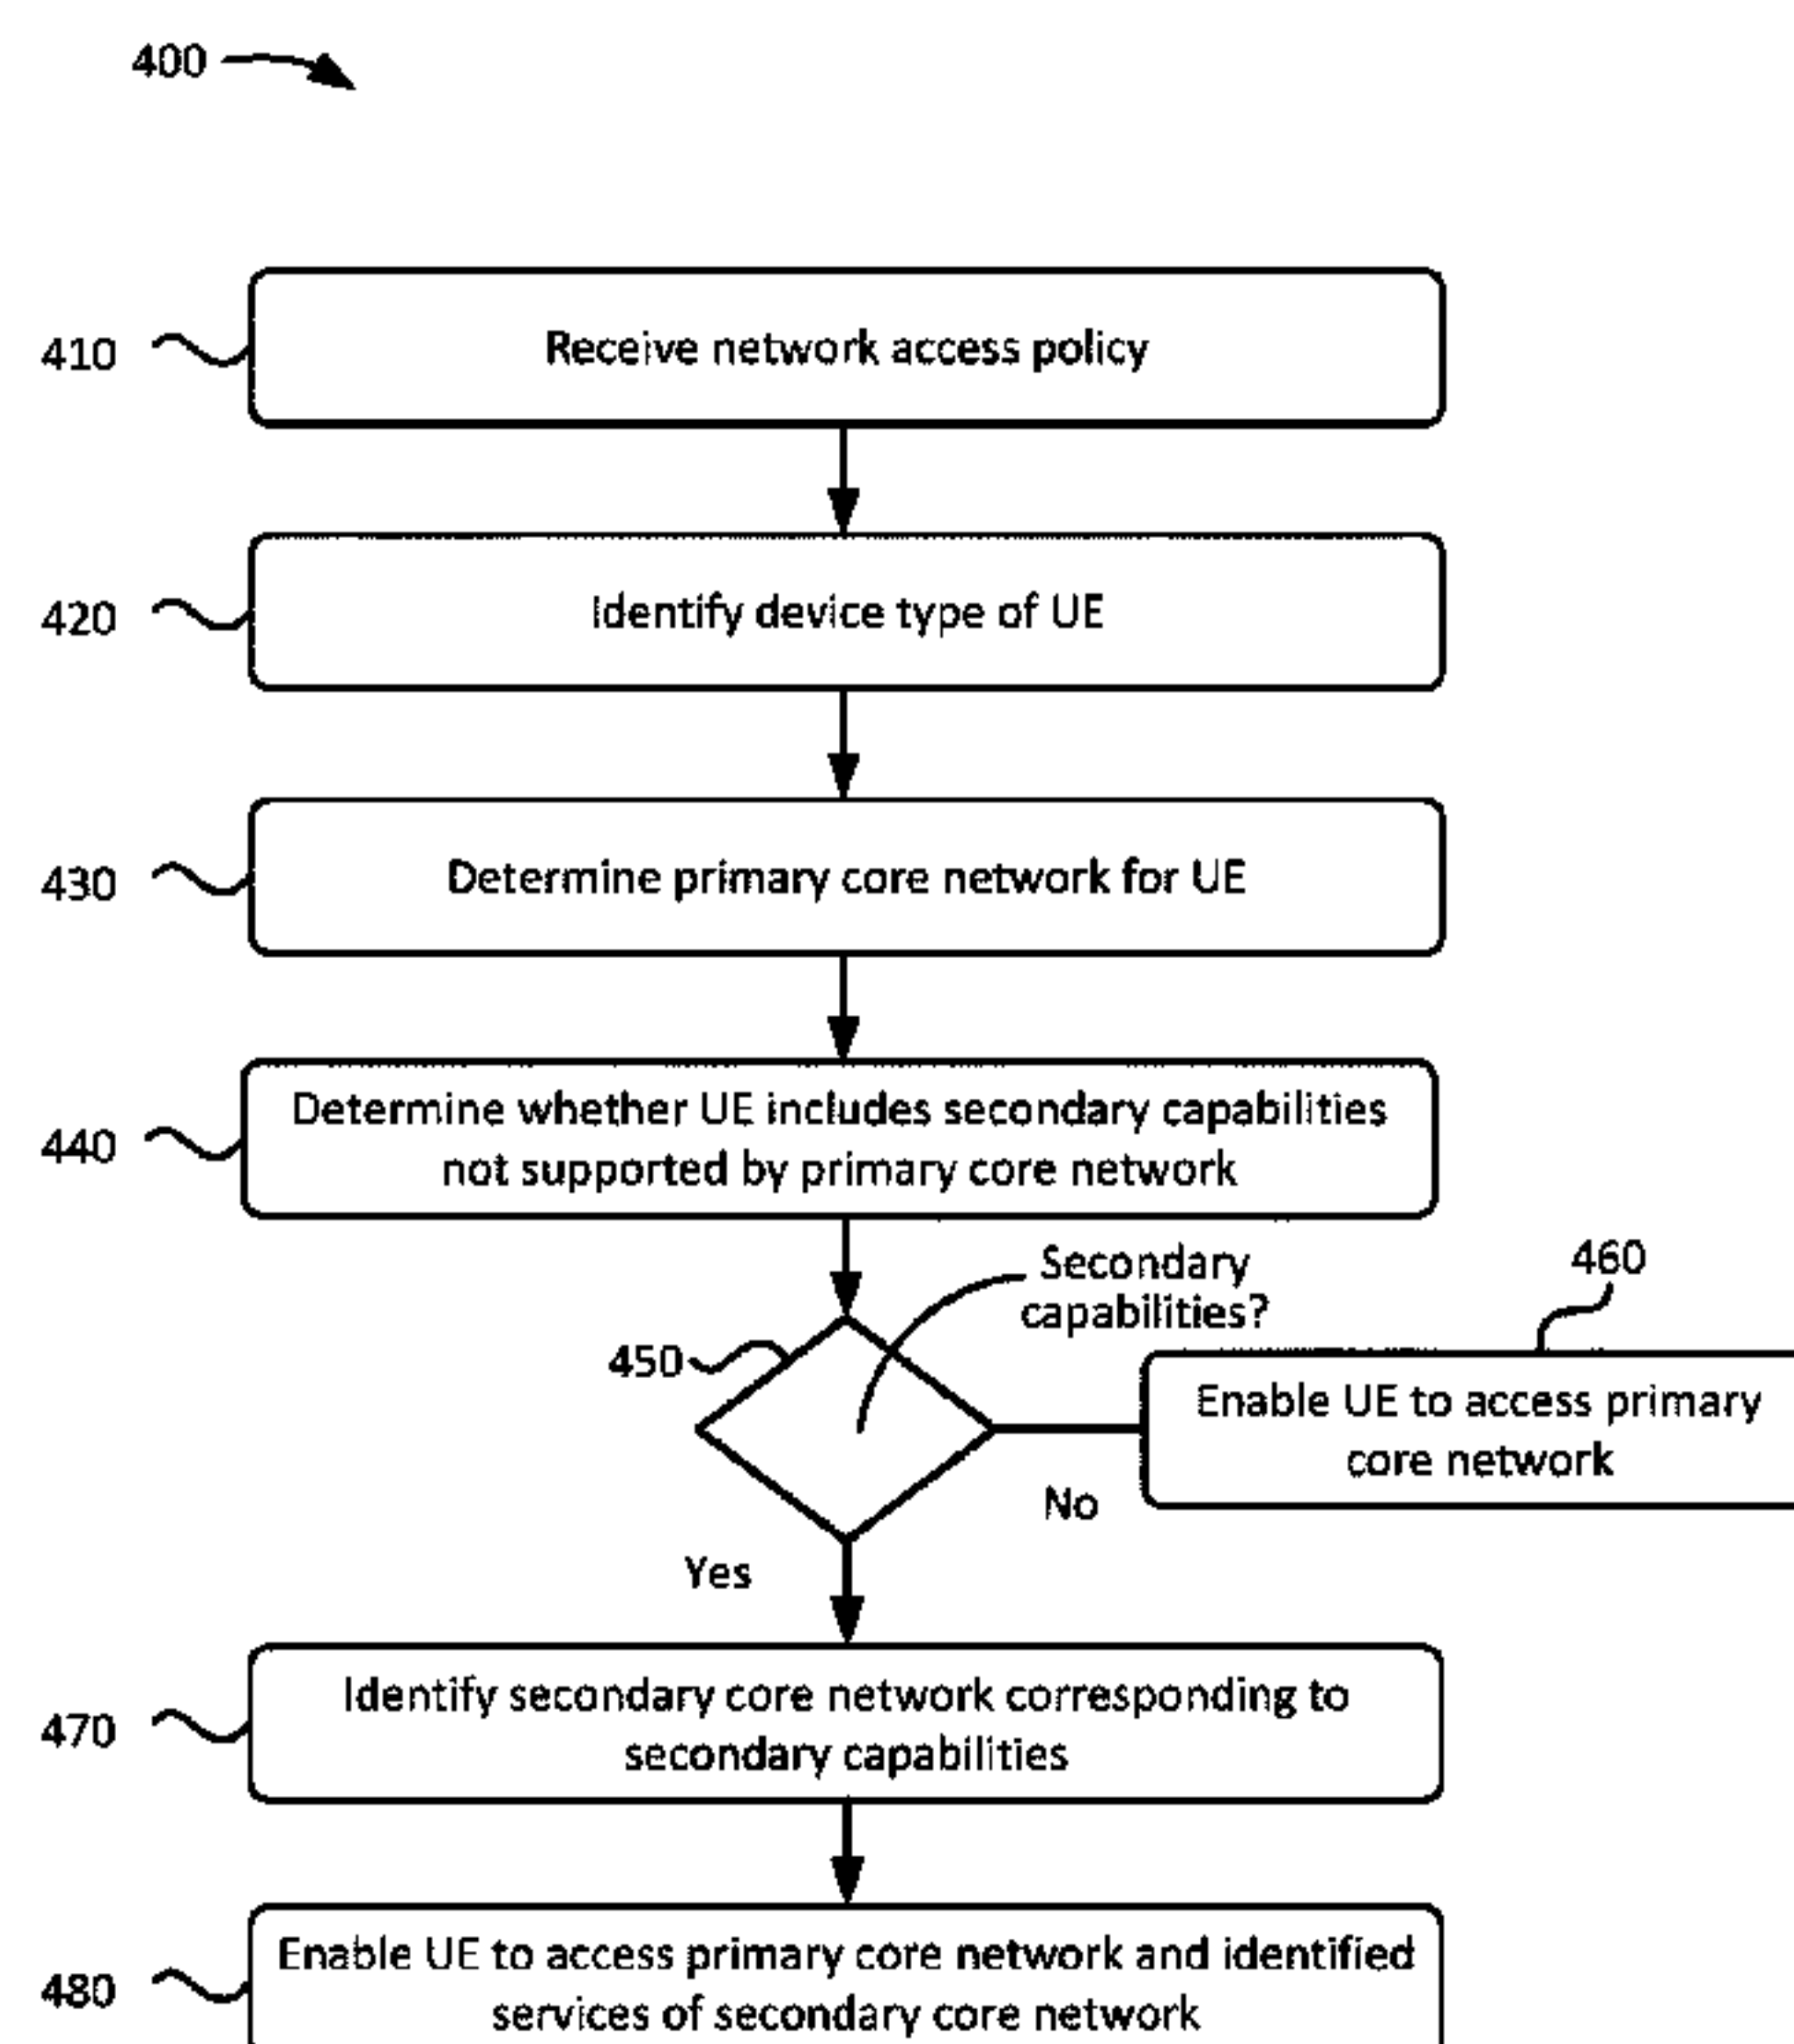 400
410
Receive network access policy
420
Identify device type of UE
430
Determine primary core network for UE
440
Determine whether UE includes secondary capabilities
not supported by primary core network
Secondary
capabilities?
450
460
Enable UE to access primary
core network
No
Yes
470
Identify secondary core network corresponding to
secondary capabilities
480
Enable UE to access primary core network and identified
services of secondary core network